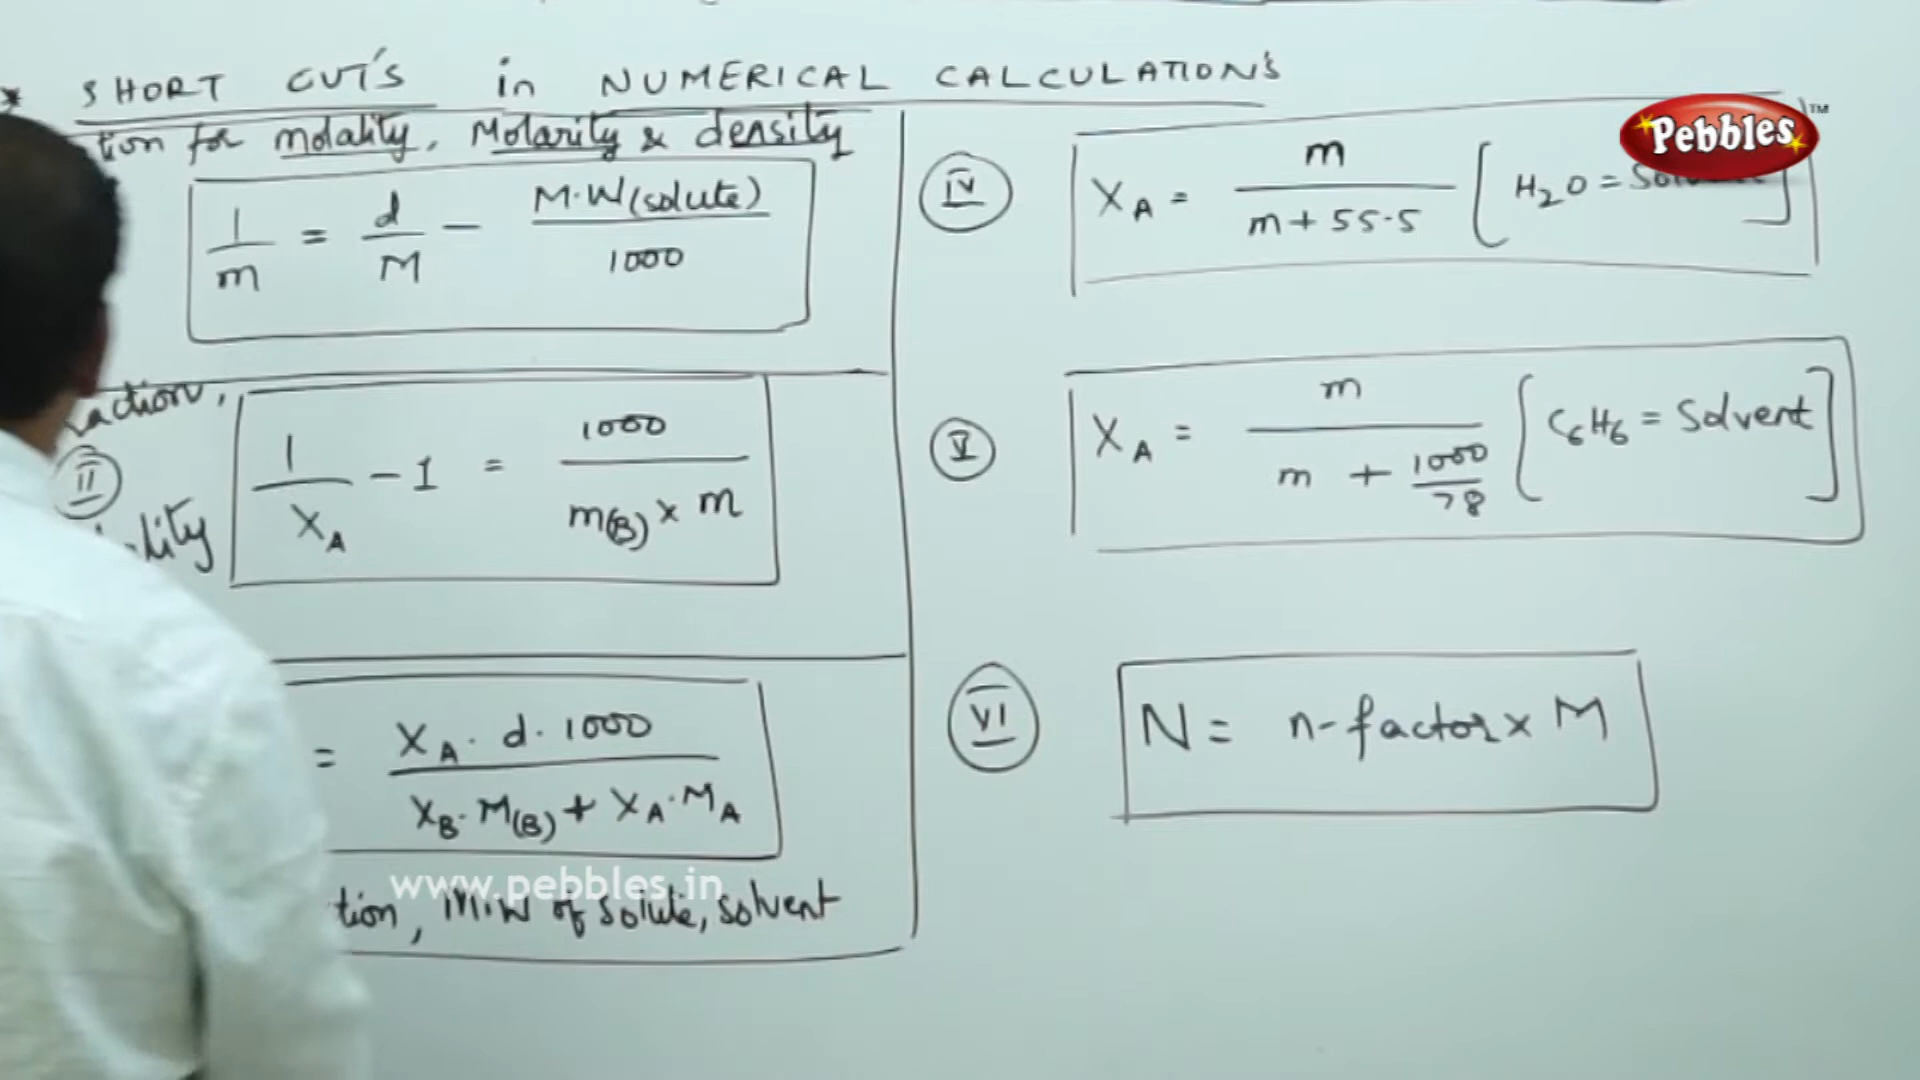 * SHORT CUT'S in NUMERICAL CALCULATIONS
tion for molality, Molarity & density
1/m = d/M - M.W(solute)/1000
action,
II
1/X_A - 1 = 1000/(m(B) × m)
lity
= X_A . d . 1000/(X_B . M(B) + X_A . M_A)
www.pebbles.in
tion, M.W of solute, solvent
Pebbles™
IV X_A = m/(m + 55.5) [H₂O =
V X_A = m/(m + 1000/78) [C₆H₆ = Solvent]
VI N = n-factor × M